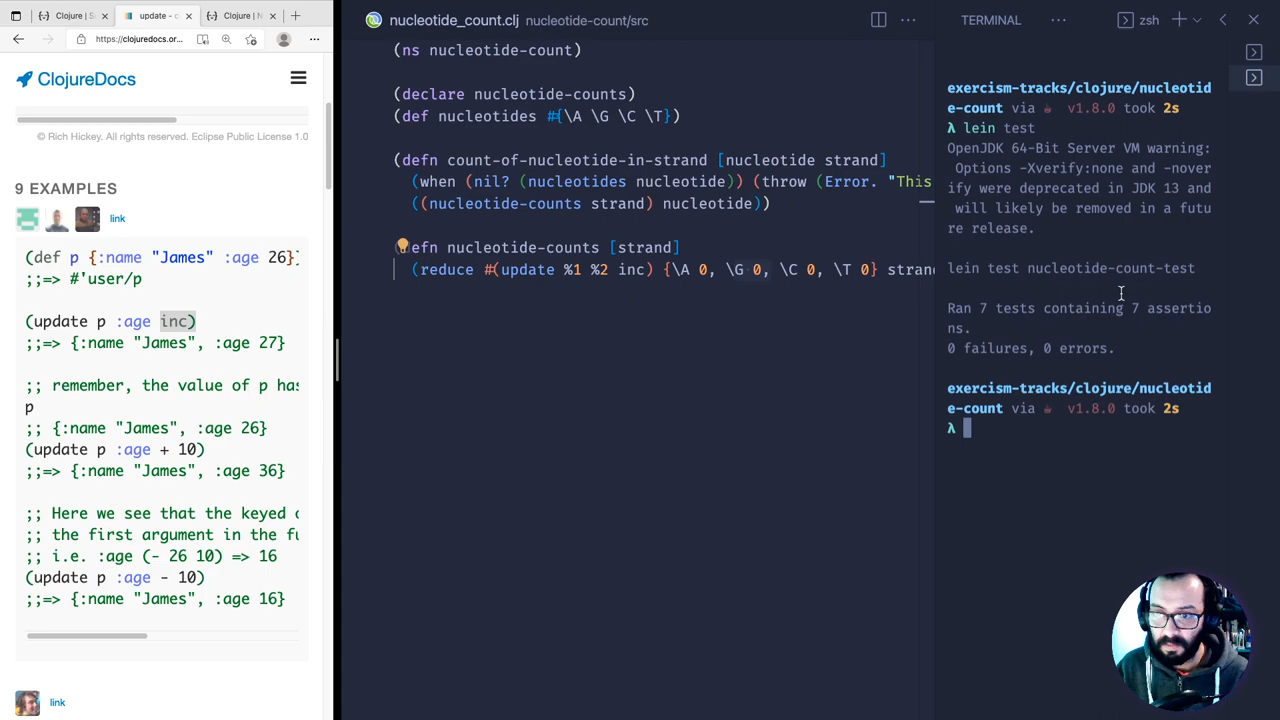 Clojure | S
update - c
Clojure | N
https://clojuredocs.or...
ClojureDocs
© Rich Hickey. All rights reserved. Eclipse Public License 1.0
9 EXAMPLES
link
(def p {:name "James" :age 26})
;;=> #'user/p
(update p :age inc)
;;=> {:name "James", :age 27}
;; remember, the value of p has
p
;; {:name "James", :age 26}
(update p :age + 10)
;;=> {:name "James", :age 36}
;; Here we see that the keyed
;; the first argument in the fu
;; i.e. :age (- 26 10) => 16
(update p :age - 10)
;;=> {:name "James", :age 16}
link
nucleotide_count.clj nucleotide-count/src
(ns nucleotide-count)
(declare nucleotide-counts)
(def nucleotides #{\A \G \C \T})
(defn count-of-nucleotide-in-strand [nucleotide strand]
(when (nil? (nucleotides nucleotide)) (throw (Error. "This
((nucleotide-counts strand) nucleotide))
efn nucleotide-counts [strand]
(reduce #(update %1 %2 inc) {\A 0, \G 0, \C 0, \T 0} strand
TERMINAL
zsh
exercism-tracks/clojure/nucleotid
e-count via v1.8.0 took 2s
λ lein test
OpenJDK 64-Bit Server VM warning:
Options -Xverify:none and -nover
ify were deprecated in JDK 13 and
will likely be removed in a futu
re release.
lein test nucleotide-count-test
Ran 7 tests containing 7 assertio
ns.
0 failures, 0 errors.
exercism-tracks/clojure/nucleotid
e-count via v1.8.0 took 2s
λ